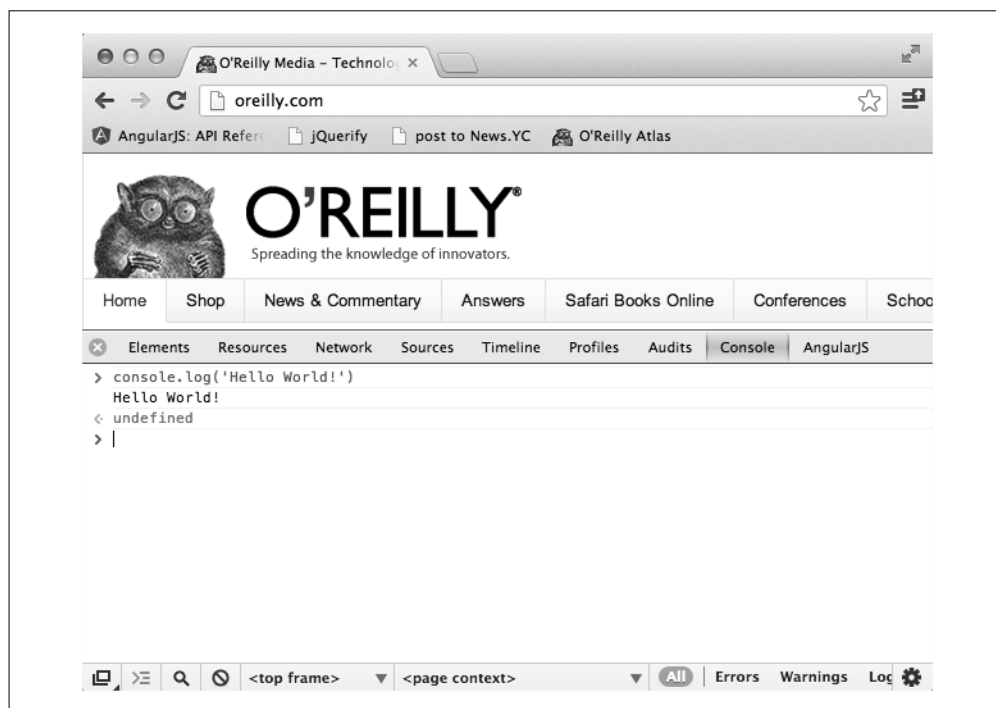 O'Reilly Media – Technolo
oreilly.com
AngularJS: API Refere jQuerify post to News.YC O'Reilly Atlas
O'REILLY®
Spreading the knowledge of innovators.
Home Shop News & Commentary Answers Safari Books Online Conferences Schoo
Elements Resources Network Sources Timeline Profiles Audits Console AngularJS
> console.log('Hello World!')
Hello World!
undefined
>
<top frame> ▼ <page context> ▼ All Errors Warnings Log